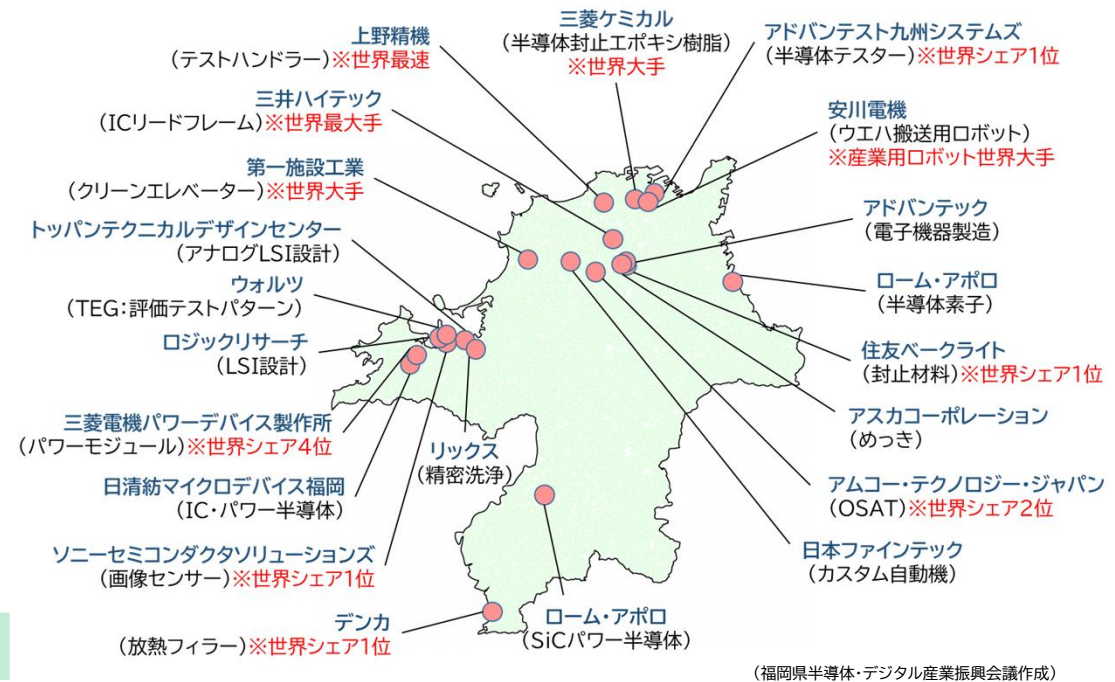 上野精機
(テストハンドラー)※世界最速
三井ハイテック
(ICリードフレーム)※世界最大手
第一施設工業
(クリーンエレベーター)※世界大手
トッパンテクニカルデザインセンター
(アナログLSI設計)
ウォルツ
(TEG:評価テストパターン)
ロジックリサーチ
(LSI設計)
三菱電機パワーデバイス製作所
(パワーモジュール)※世界シェア4位
日清紡マイクロデバイス福岡
(IC・パワー半導体)
ソニーセミコンダクタソリューションズ
(画像センサー)※世界シェア1位
デンカ
(放熱フィラー)※世界シェア1位
リックス
(精密洗浄)
ローム・アポロ
(SiCパワー半導体)
三菱ケミカル
(半導体封止エポキシ樹脂)
※世界大手
アドバンテスト九州システムズ
(半導体テスター)※世界シェア1位
安川電機
(ウエハ搬送用ロボット)
※産業用ロボット世界大手
アドバンテック
(電子機器製造)
ローム・アポロ
(半導体素子)
住友ベークライト
(封止材料)※世界シェア1位
アスカコーポレーション
(めっき)
アムコー・テクノロジー・ジャパン
(OSAT)※世界シェア2位
日本ファインテック
(カスタム自動機)
(福岡県半導体・デジタル産業振興会議作成)